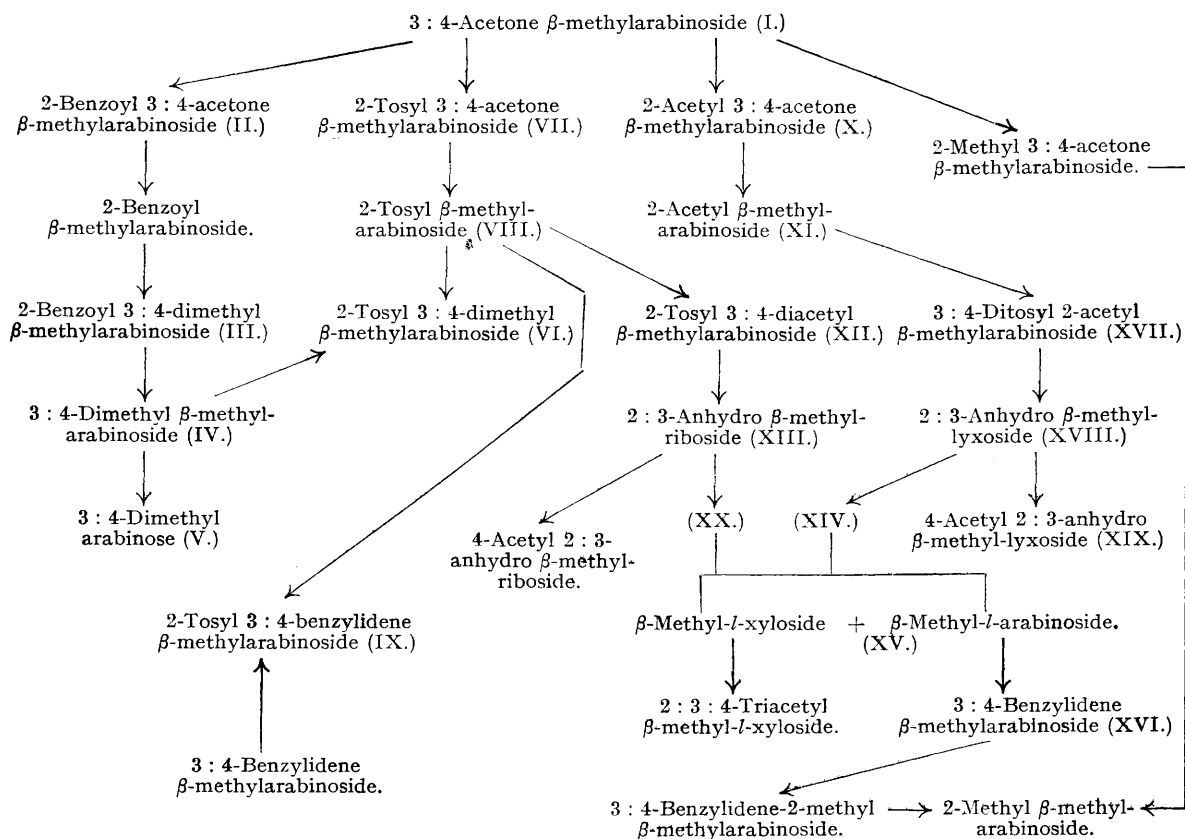 3 : 4-Acetone β-methylarabinoside (I.)
2-Benzoyl 3 : 4-acetone
β-methylarabinoside (II.)
2-Tosyl 3 : 4-acetone
β-methylarabinoside (VII.)
2-Acetyl 3 : 4-acetone
β-methylarabinoside (X.)
2-Methyl 3 : 4-acetone
β-methylarabinoside.
2-Benzoyl
β-methylarabinoside.
2-Tosyl β-methyl-
arabinoside (VIII.)
2-Acetyl β-methyl-
arabinoside (XI.)
2-Benzoyl 3 : 4-dimethyl
β-methylarabinoside (III.)
2-Tosyl 3 : 4-dimethyl
β-methylarabinoside (VI.)
2-Tosyl 3 : 4-diacetyl
β-methylarabinoside (XII.)
3 : 4-Ditosyl 2-acetyl
β-methylarabinoside (XVII.)
3 : 4-Dimethyl β-methyl-
arabinoside (IV.)
2 : 3-Anhydro β-methyl-
riboside (XIII.)
2 : 3-Anhydro β-methyl-
lyxoside (XVIII.)
3 : 4-Dimethyl
arabinose (V.)
4-Acetyl 2 : 3-
anhydro β-methyl-
riboside.
(XX.)
(XIV.)
4-Acetyl 2 : 3-anhydro
β-methyl-lyxoside (XIX.)
2-Tosyl 3 : 4-benzylidene
β-methylarabinoside (IX.)
β-Methyl-l-xyloside + β-Methyl-l-arabinoside.
(XV.)
2 : 3 : 4-Triacetyl
β-methyl-l-xyloside.
3 : 4-Benzylidene
β-methylarabinoside (XVI.)
3 : 4-Benzylidene
β-methylarabinoside.
3 : 4-Benzylidene-2-methyl
β-methylarabinoside.
2-Methyl β-methyl-
arabinoside.